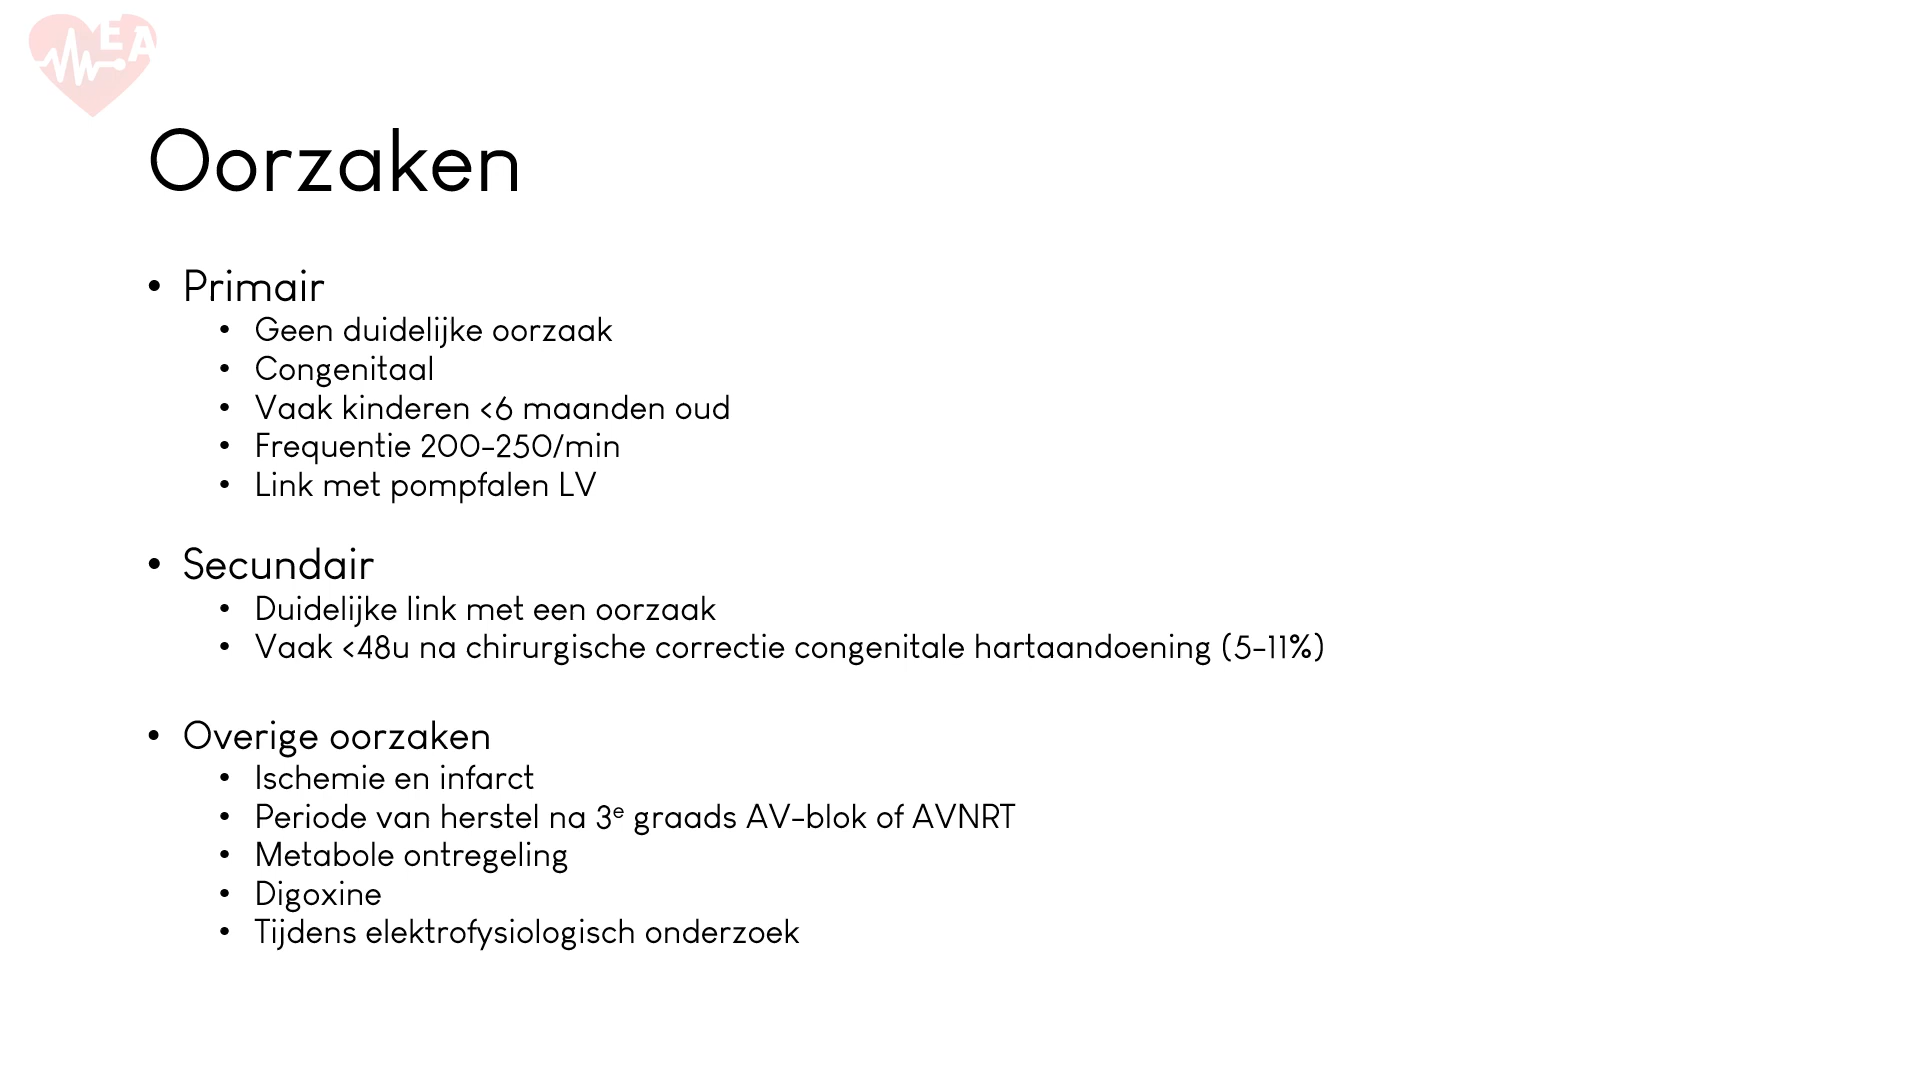 EA
Oorzaken
• Primair
• Geen duidelijke oorzaak
• Congenitaal
• Vaak kinderen <6 maanden oud
• Frequentie 200-250/min
• Link met pompfalen LV
• Secundair
• Duidelijke link met een oorzaak
• Vaak <48u na chirurgische correctie congenitale hartaandoening (5-11%)
• Overige oorzaken
• Ischemie en infarct
• Periode van herstel na 3ᵉ graads AV-blok of AVNRT
• Metabole ontregeling
• Digoxine
• Tijdens elektrofysiologisch onderzoek